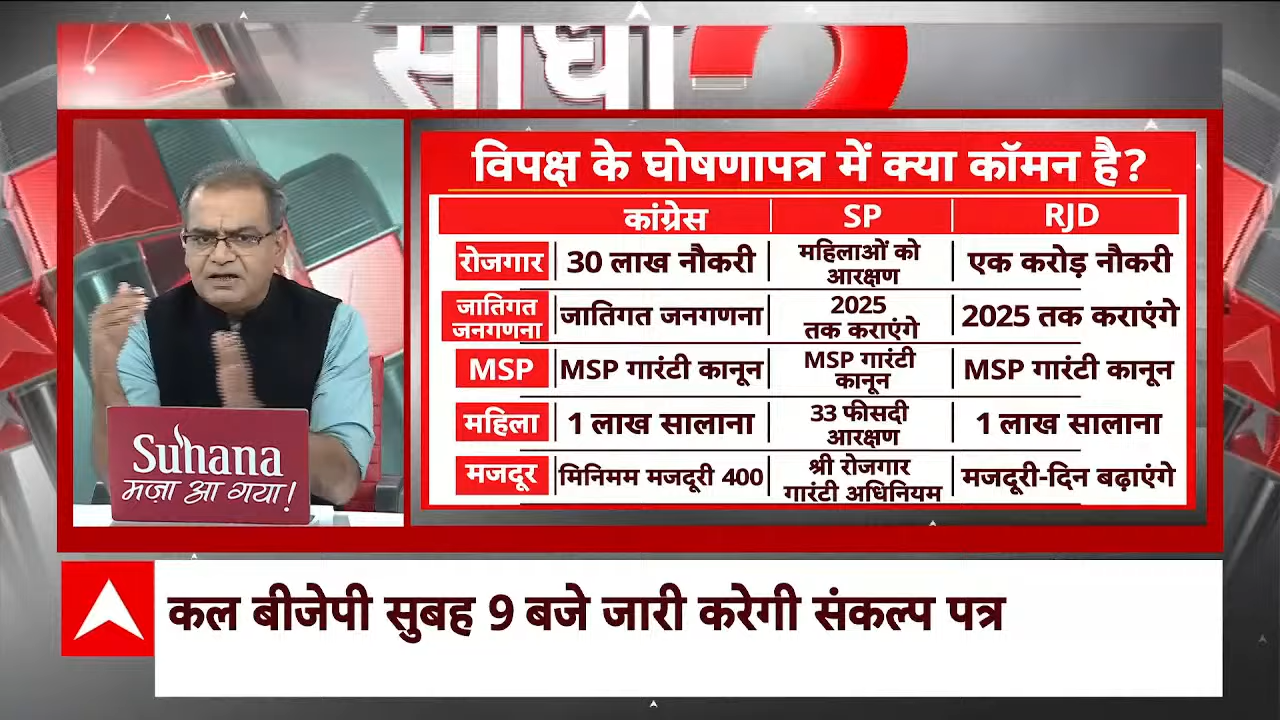 सीधा
विपक्ष के घोषणापत्र में क्या कॉमन है?
कांग्रेस SP RJD
रोजगार 30 लाख नौकरी महिलाओं को आरक्षण एक करोड़ नौकरी
जातिगत जनगणना जातिगत जनगणना 2025 तक कराएंगे 2025 तक कराएंगे
MSP MSP गारंटी कानून MSP गारंटी कानून MSP गारंटी कानून
महिला 1 लाख सालाना 33 फीसदी आरक्षण 1 लाख सालाना
मजदूर मिनिमम मजदूरी 400 श्री रोजगार गारंटी अधिनियम मजदूरी-दिन बढ़ाएंगे
Suhana
मज़ा आ गया!
कल बीजेपी सुबह 9 बजे जारी करेगी संकल्प पत्र